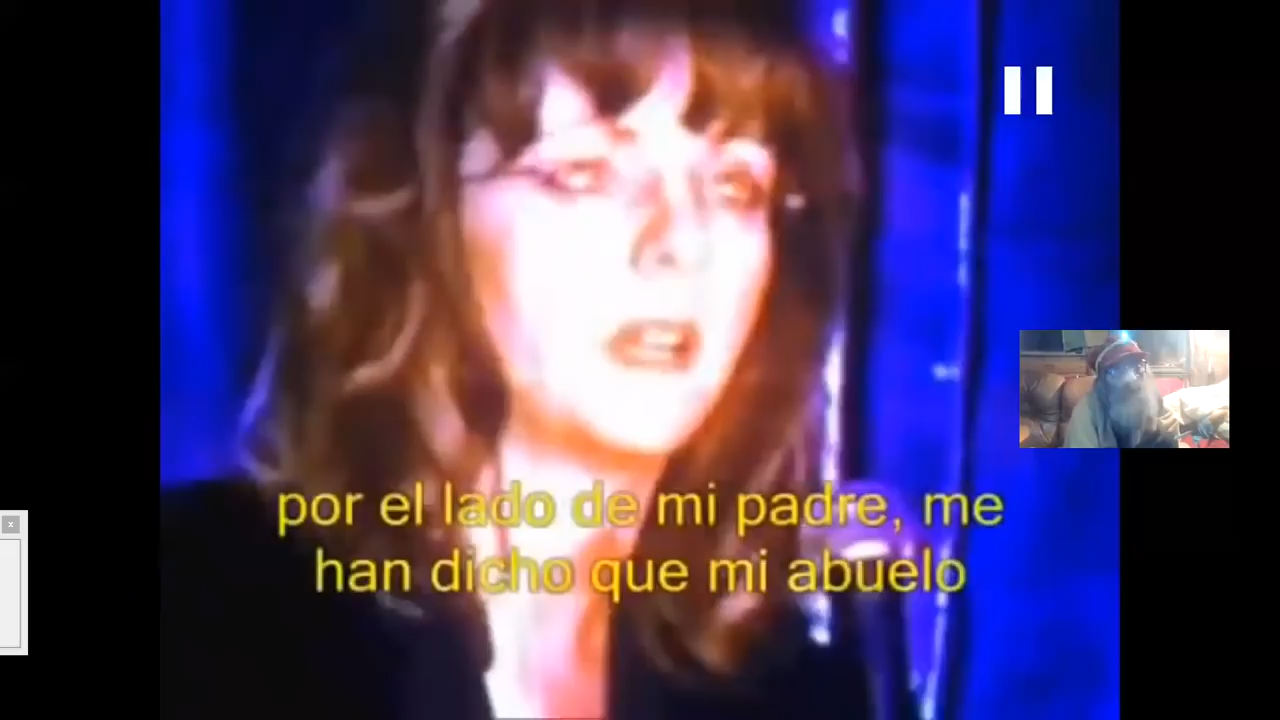 por el lado de mi padre, me
han dicho que mi abuelo
x